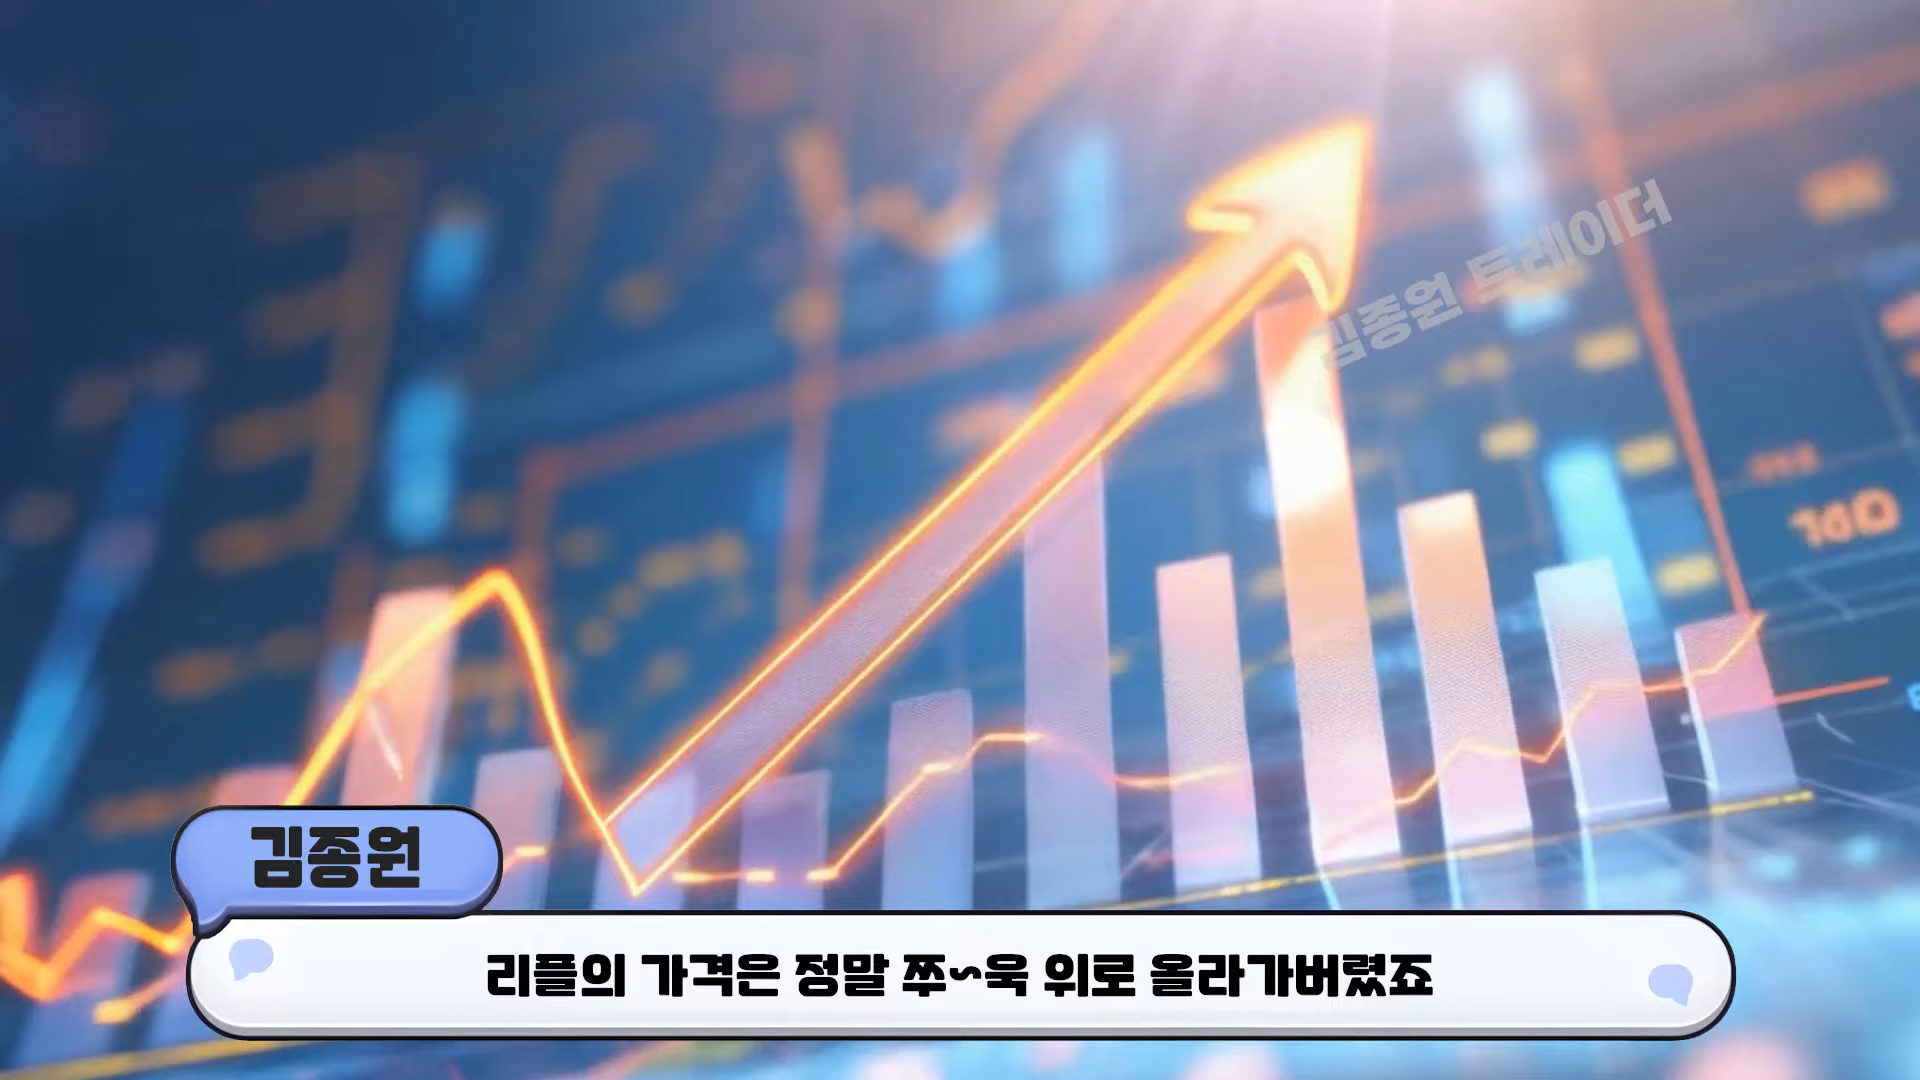 김종원 트레이더
김종원
리플의 가격은 정말 쭈~욱 위로 올라가버렸죠